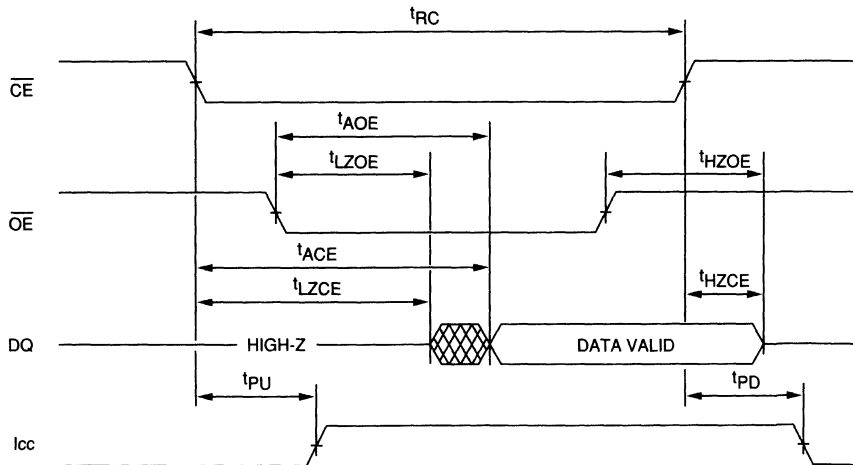 tRC
CE
tAOE
tLZOE
tHZOE
OE
tACE
tLZCE
tHZCE
DQ
HIGH-Z
DATA VALID
tPU
tPD
Icc